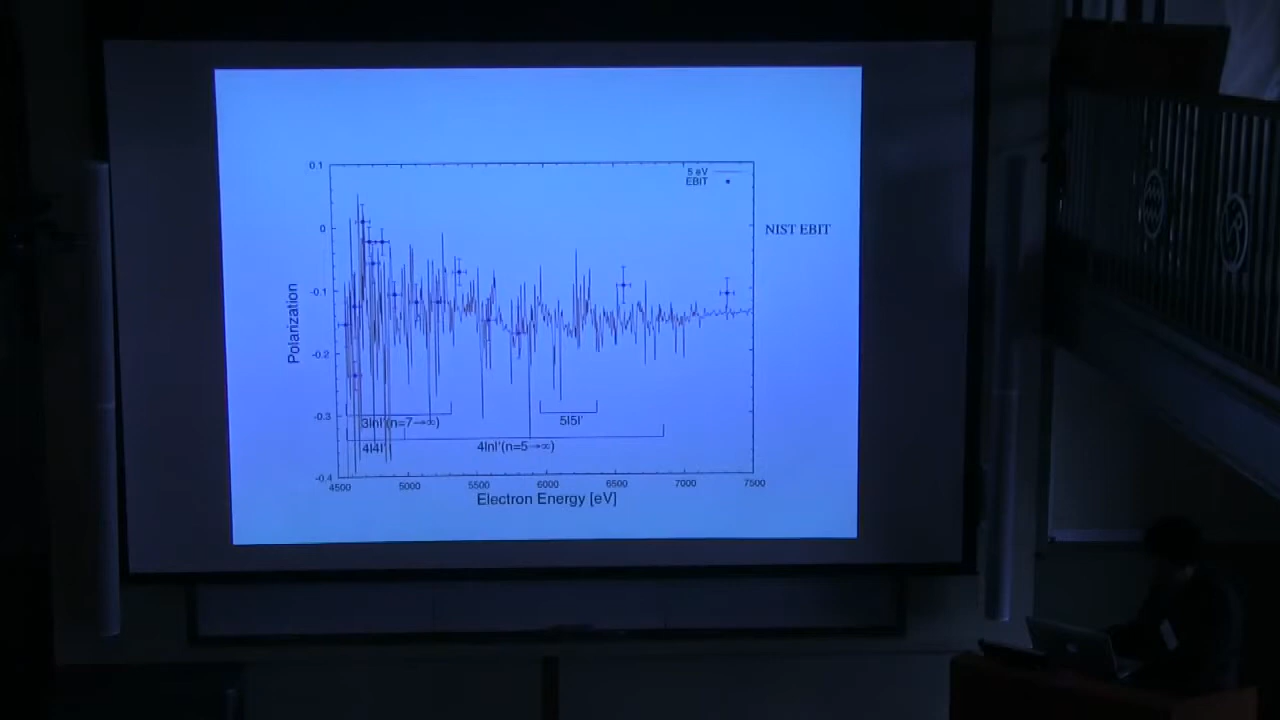 0.1
5 eV
EBIT
0
NIST EBIT
-0.1
Polarization
-0.2
-0.3
3lnl'(n=7→∞)
5l5l'
4l4l'
4lnl'(n=5→∞)
-0.4
4500
5000
5500
6000
6500
7000
7500
Electron Energy [eV]